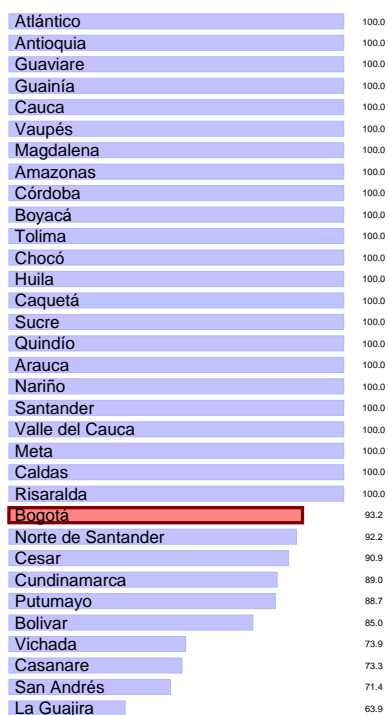 Atlántico 100.0
Antioquia 100.0
Guaviare 100.0
Guainía 100.0
Cauca 100.0
Vaupés 100.0
Magdalena 100.0
Amazonas 100.0
Córdoba 100.0
Boyacá 100.0
Tolima 100.0
Chocó 100.0
Huila 100.0
Caquetá 100.0
Sucre 100.0
Quindío 100.0
Arauca 100.0
Nariño 100.0
Santander 100.0
Valle del Cauca 100.0
Meta 100.0
Caldas 100.0
Risaralda 100.0
Bogotá 93.2
Norte de Santander 92.2
Cesar 90.9
Cundinamarca 89.0
Putumayo 88.7
Bolivar 85.0
Vichada 73.9
Casanare 73.3
San Andrés 71.4
La Guajira 63.9